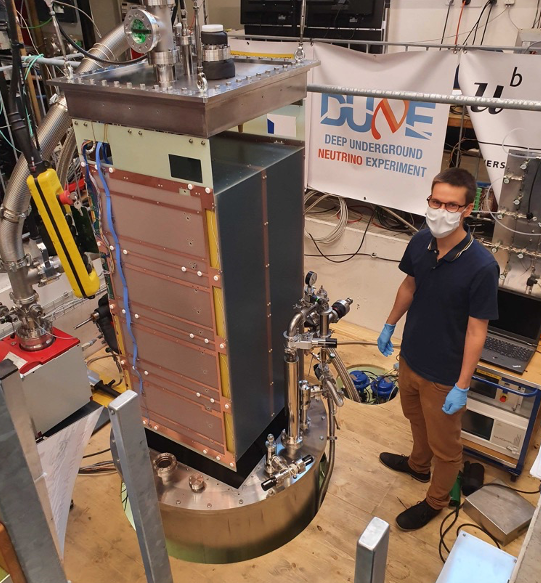 DUNE
DEEP UNDERGROUND
NEUTRINO EXPERIMENT
u
b